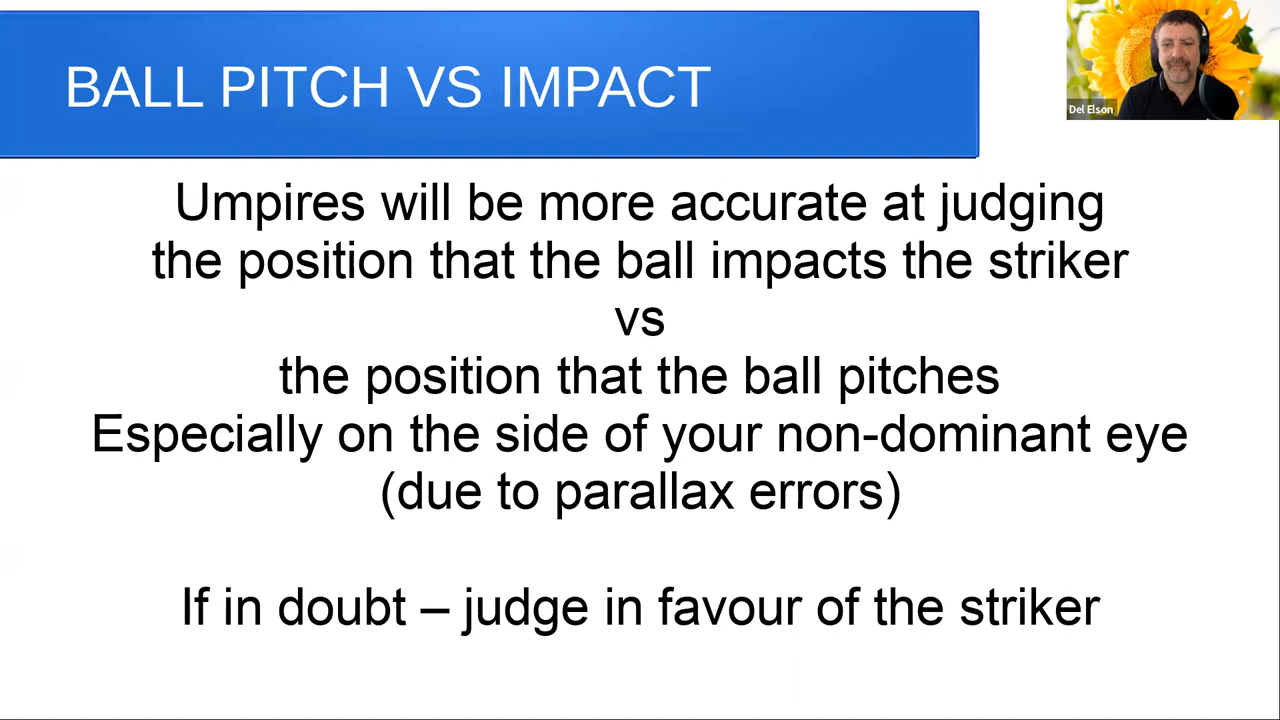 BALL PITCH VS IMPACT
Del Elson
Umpires will be more accurate at judging
the position that the ball impacts the striker
vs
the position that the ball pitches
Especially on the side of your non-dominant eye
(due to parallax errors)
If in doubt – judge in favour of the striker